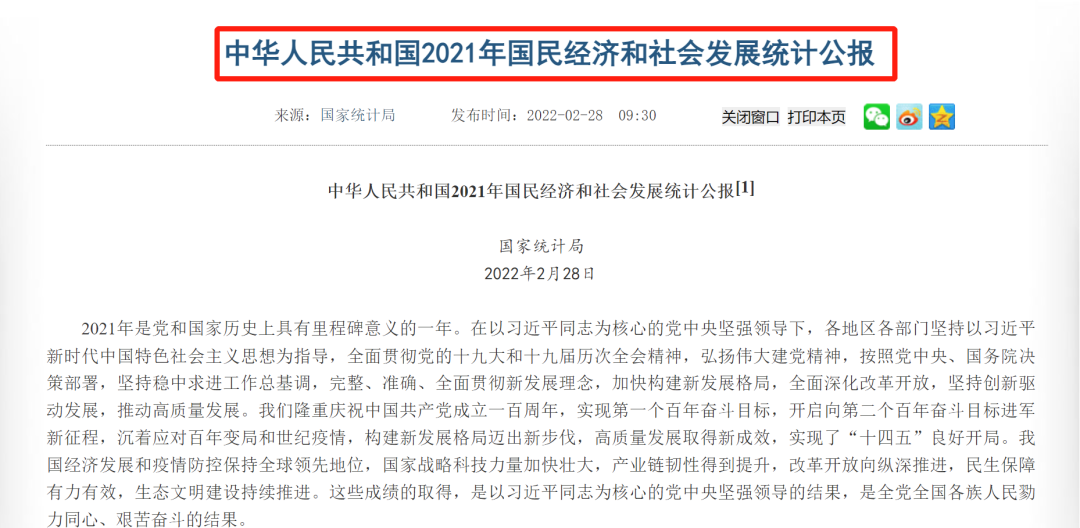 中华人民共和国2021年国民经济和社会发展统计公报
来源：国家统计局 发布时间：2022-02-28 09:30 关闭窗口 打印本页
中华人民共和国2021年国民经济和社会发展统计公报[1]
国家统计局
2022年2月28日
2021年是党和国家历史上具有里程碑意义的一年。在以习近平同志为核心的党中央坚强领导下，各地区各部门坚持以习近平
新时代中国特色社会主义思想为指导，全面贯彻党的十九大和十九届历次全会精神，弘扬伟大建党精神，按照党中央、国务院决
策部署，坚持稳中求进工作总基调，完整、准确、全面贯彻新发展理念，加快构建新发展格局，全面深化改革开放，坚持创新驱
动发展，推动高质量发展。我们隆重庆祝中国共产党成立一百周年，实现第一个百年奋斗目标，开启向第二个百年奋斗目标进军
新征程，沉着应对百年变局和世纪疫情，构建新发展格局迈出新步伐，高质量发展取得新成效，实现了“十四五”良好开局。我
国经济发展和疫情防控保持全球领先地位，国家战略科技力量加快壮大，产业链韧性得到提升，改革开放向纵深推进，民生保障
有力有效，生态文明建设持续推进。这些成绩的取得，是以习近平同志为核心的党中央坚强领导的结果，是全党全国各族人民勠
力同心、艰苦奋斗的结果。